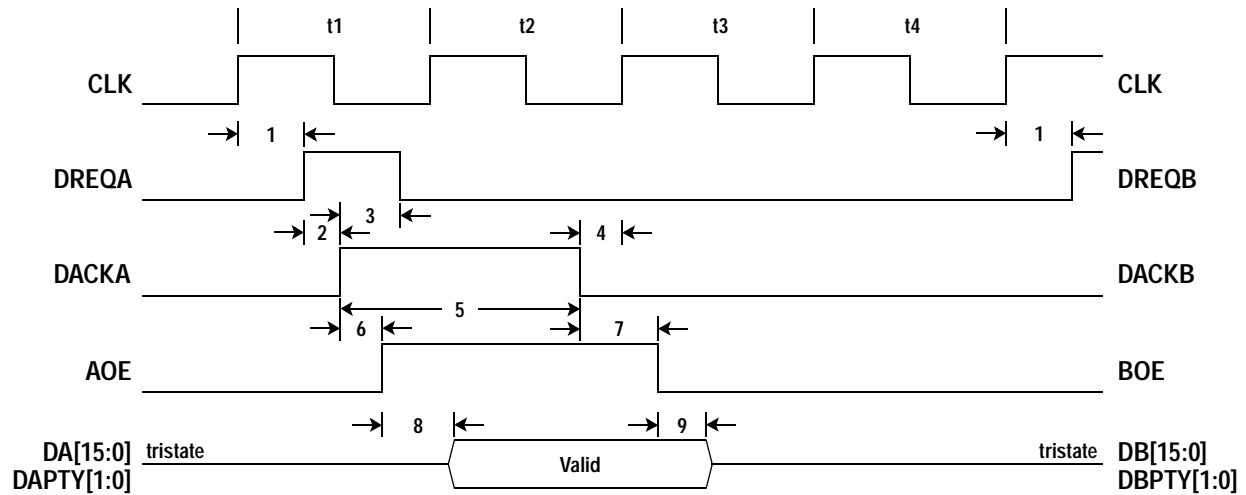 t1 t2 t3 t4
CLK CLK
1 1
DREQA DREQB
3
2 4
DACKA DACKB
5
6 7
AOE BOE
8 9
DA[15:0] tristate tristate DB[15:0]
Valid
DAPTY[1:0] DBPTY[1:0]